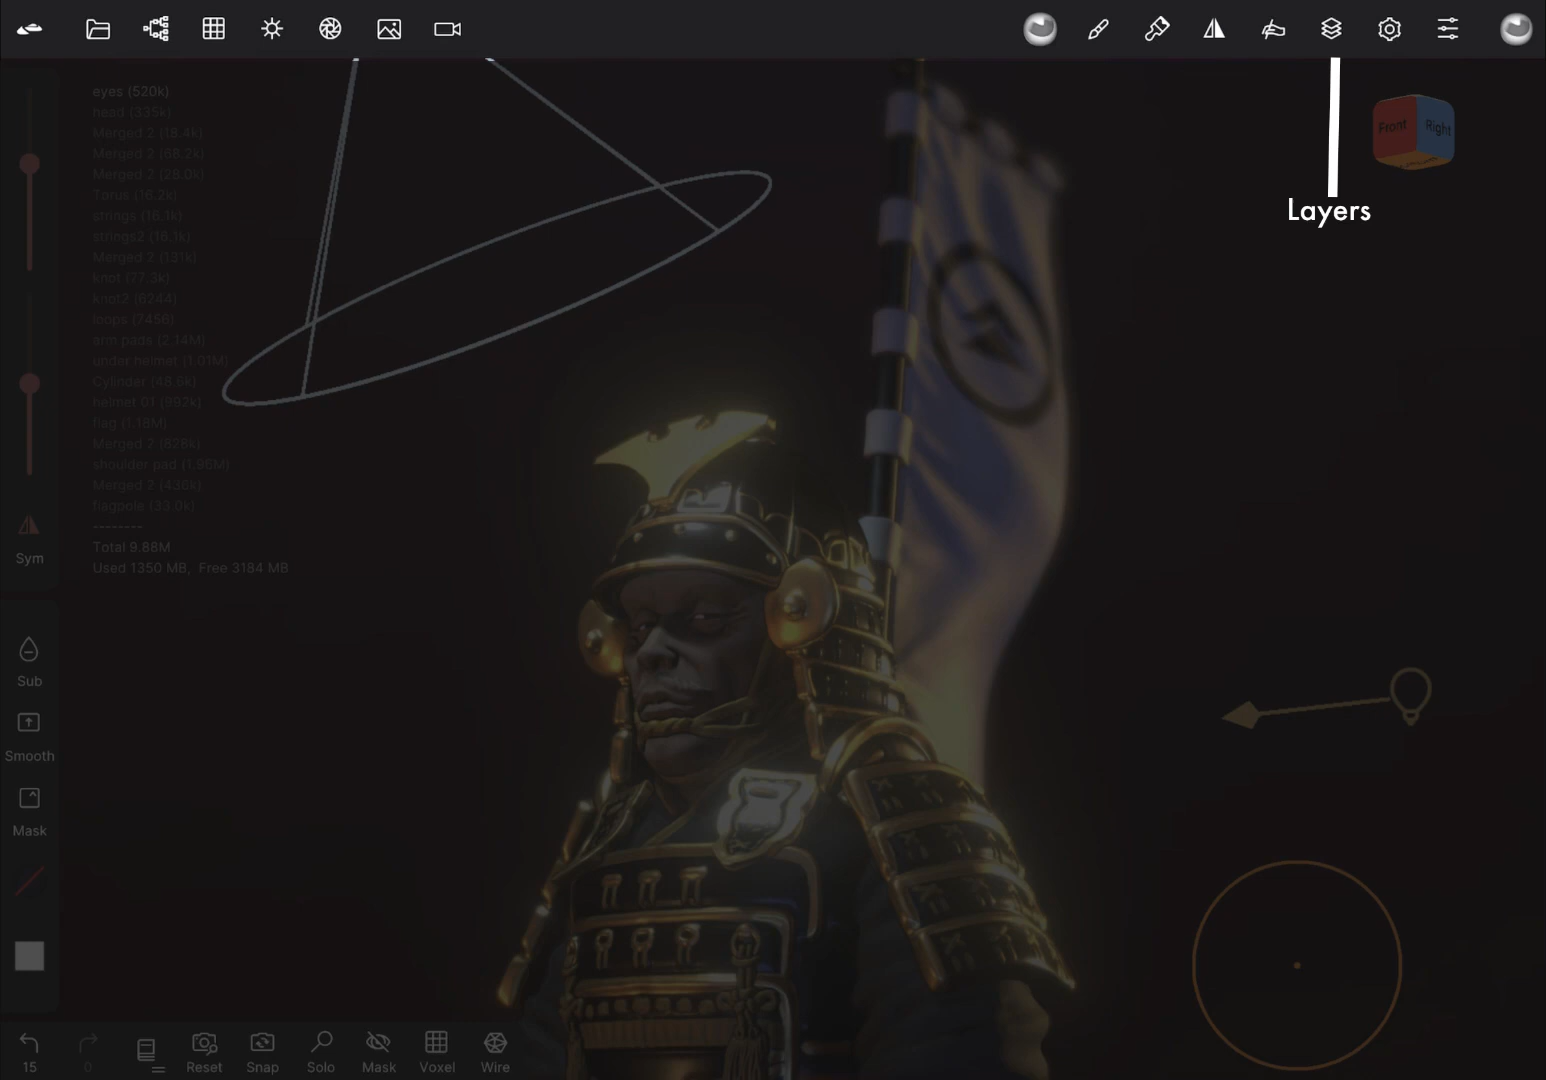 eyes (520k)
head (335k)
Merged 2 (18.4k)
Merged 2 (68.2k)
Merged 2 (29.0k)
Torus (16.2k)
strings (16.1k)
strings2 (16.1k)
Merged 2 (131k)
knot (77.3k)
knot2 (6244)
loops (7456)
arm pads (2.14M)
under helmet (1.01M)
Cylinder (48.6k)
helmet 01 (992k)
flag (1.18M)
Merged 2 (828k)
shoulder pad (1.96M)
Merged 2 (436k)
flagpole (33.0k)
--------
Total 9.88M
Used 1350 MB,  Free 3184 MB
Layers
Front
Right
Sym
Sub
Smooth
Mask
15
0
Reset
Snap
Solo
Mask
Voxel
Wire